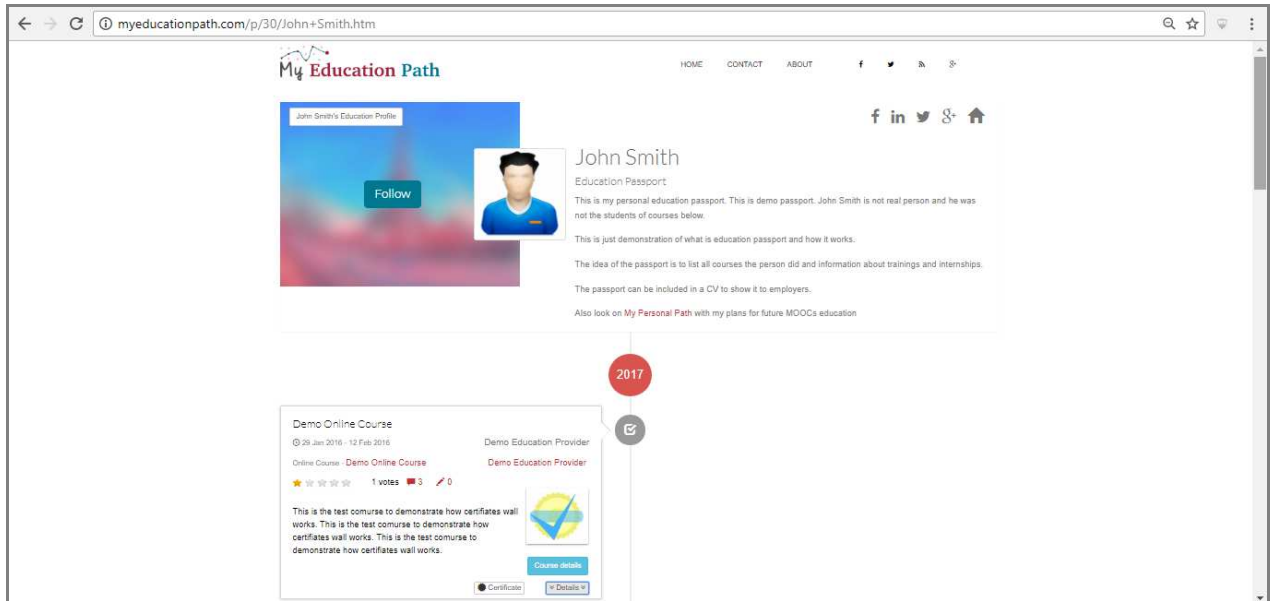 myeducationpath.com/p/30/John+Smith.htm
My Education Path
HOME CONTACT ABOUT
John Smith's Education Profile
Follow
John Smith
Education Passport
This is my personal education passport. This is demo passport. John Smith is not real person and he was
not the students of courses below.
This is just demonstration of what is education passport and how it works.
The idea of the passport is to list all courses the person did and information about trainings and internships.
The passport can be included in a CV to show it to employers.
Also look on My Personal Path with my plans for future MOOCs education
2017
Demo Online Course
29 Jan 2016 - 12 Feb 2016 Demo Education Provider
Online Course - Demo Online Course Demo Education Provider
1 votes 3 0
This is the test comurse to demonstrate how certifiates wall
works. This is the test comurse to demonstrate how
certifiates wall works. This is the test comurse to
demonstrate how certifiates wall works.
Course details
Certificate Details